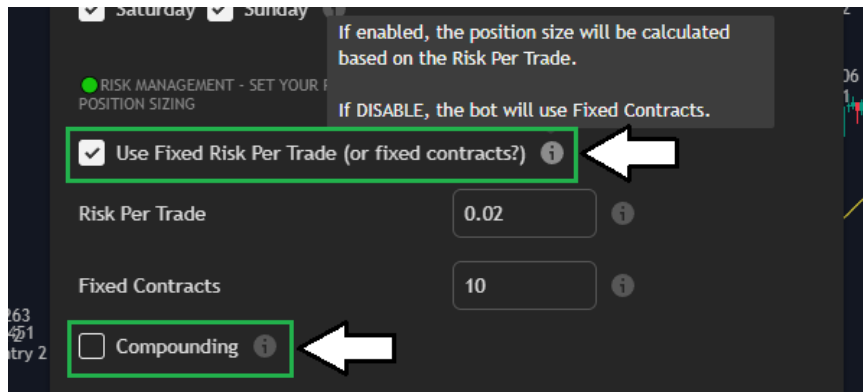 Saturday Sunday
If enabled, the position size will be calculated
based on the Risk Per Trade.
If DISABLE, the bot will use Fixed Contracts.
RISK MANAGEMENT - SET YOUR
POSITION SIZING
06
1
Use Fixed Risk Per Trade (or fixed contracts?)
Risk Per Trade 0.02
Fixed Contracts 10
263
Compounding
try 2